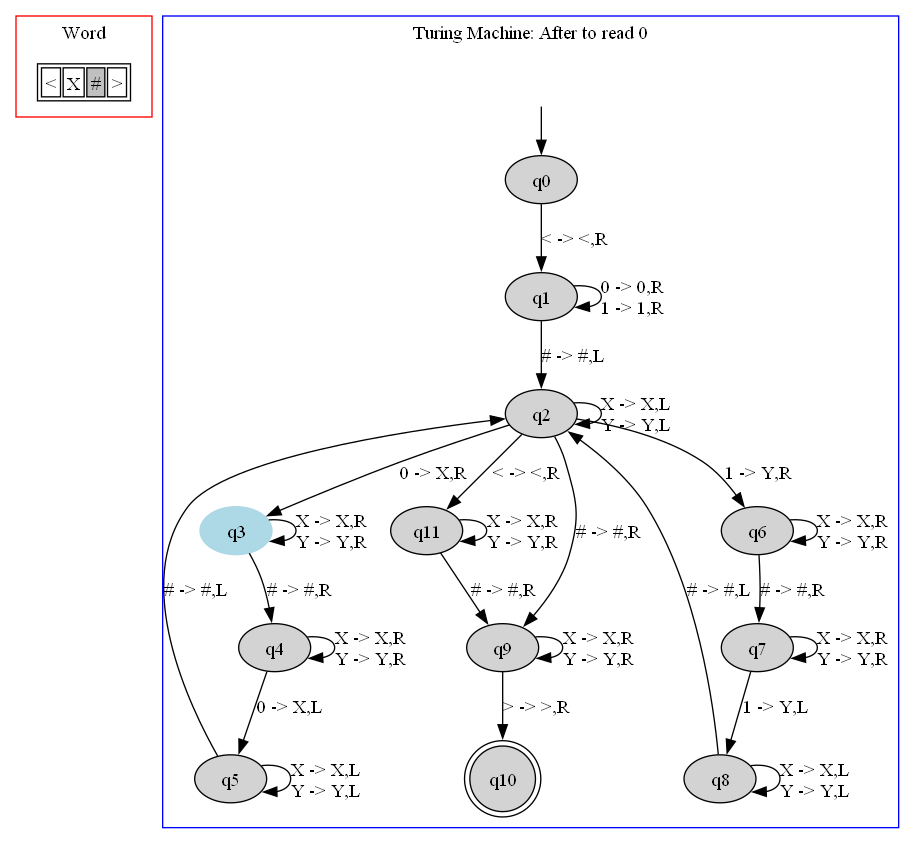 Word
< X # >
Turing Machine: After to read 0
q0
< -> <,R
q1
0 -> 0,R
1 -> 1,R
# -> #,L
q2
X -> X,L
Y -> Y,L
0 -> X,R
< -> <,R
# -> #,R
1 -> Y,R
q3
X -> X,R
Y -> Y,R
q11
X -> X,R
Y -> Y,R
q6
X -> X,R
Y -> Y,R
# -> #,L
# -> #,R
# -> #,R
# -> #,L
# -> #,R
q4
X -> X,R
Y -> Y,R
q9
X -> X,R
Y -> Y,R
q7
X -> X,R
Y -> Y,R
0 -> X,L
> -> >,R
1 -> Y,L
q5
X -> X,L
Y -> Y,L
q10
q8
X -> X,L
Y -> Y,L